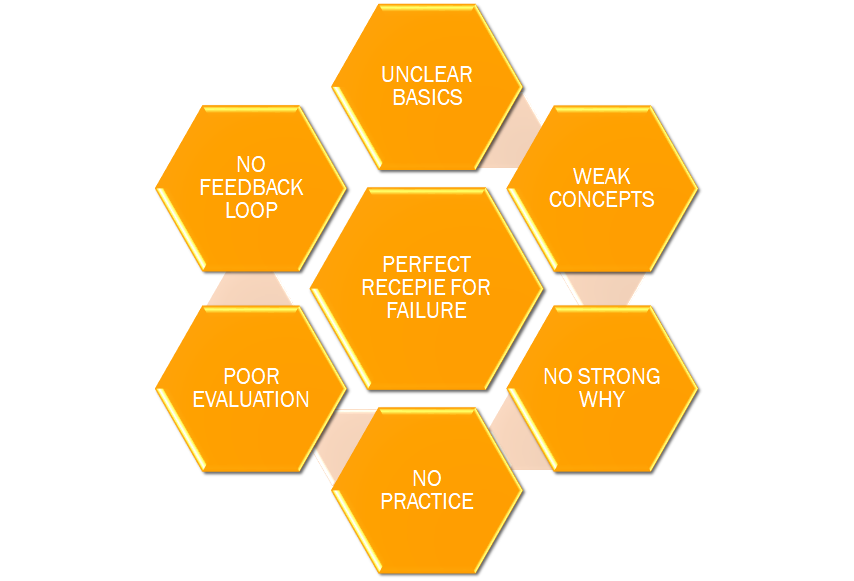 UNCLEAR
BASICS
WEAK
CONCEPTS
NO STRONG
WHY
NO
PRACTICE
POOR
EVALUATION
NO
FEEDBACK
LOOP
PERFECT
RECEPIE FOR
FAILURE